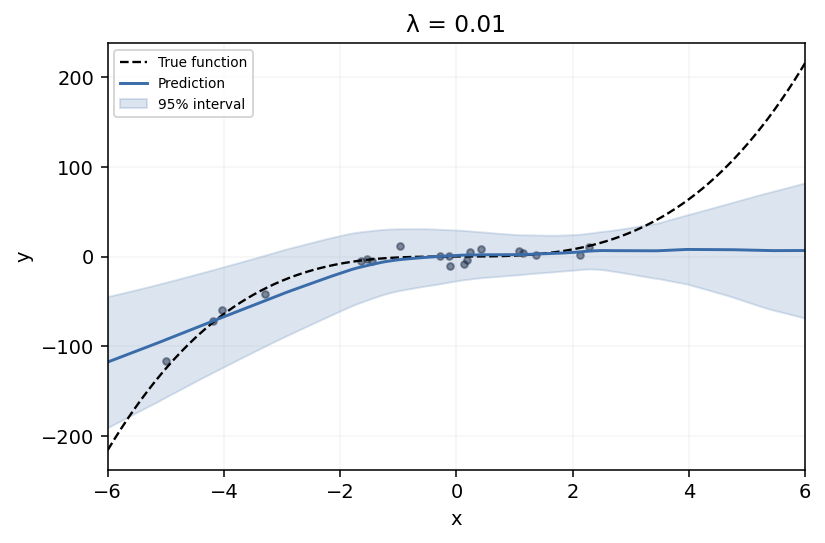 λ = 0.01
True function
Prediction
95% interval
y
200
100
0
−100
−200
−6
−4
−2
0
2
4
6
x